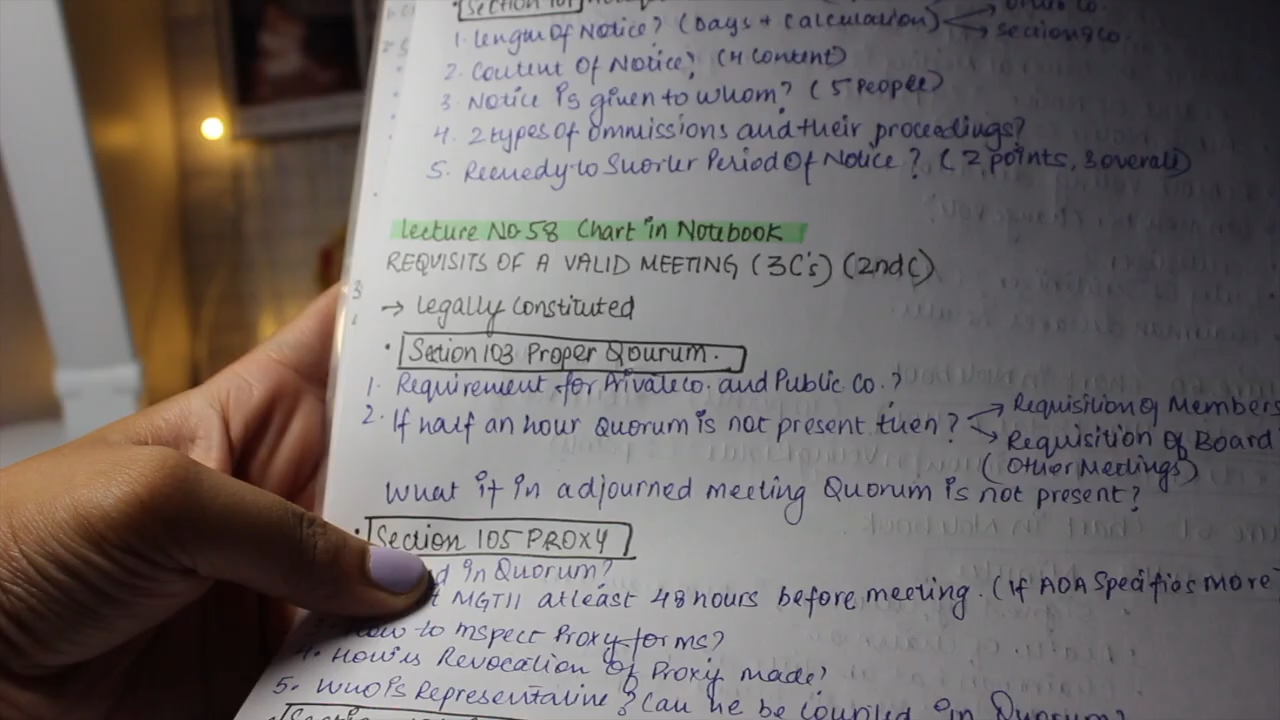 Section 101
1. Length Of Notice? (Days + Calculation) → Section 8 co.
2. Content Of Notice? (4 Content)
3. Notice is given to whom? (5 People)
4. 2 types of ommissions and their proceedings?
5. Remedy to Shorter Period Of Notice? (2 points, 3 overall)
Lecture No 58 Chart in Notebook
REQUISITS OF A VALID MEETING (3C's) (2nd C)
→ Legally Constituted
• Section 103 Proper Qourum.
1. Requirement for Private Co. and Public Co.?
2. If half an hour Quorum is not present then? → Requisition of Members
→ Requisition Of Board
(Other Meetings)
What if in adjourned meeting Quorum is not present?
• Section 105 PROXY
in Quorum?
MGT11 atleast 48 hours before meeting. (If AOA Specifies More
How to Inspect Proxy forms?
4. How is Revocation Of Proxy made?
5. Who is Representative? Can he be Counted in Quorum?